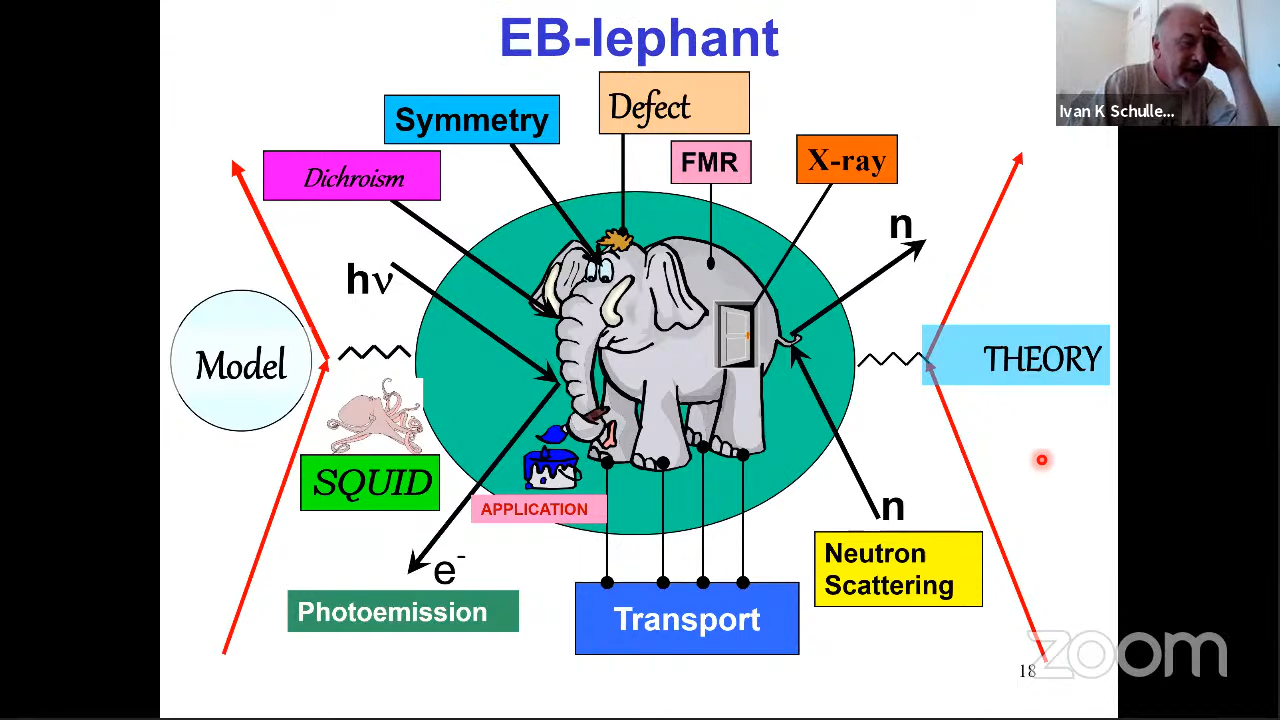 EB-lephant
Ivan K Schulle...
Defect
Symmetry
FMR
X-ray
Dichroism
n
hν
Model
THEORY
SQUID
APPLICATION
n
Neutron
Scattering
e-
Photoemission
Transport
zoom
18